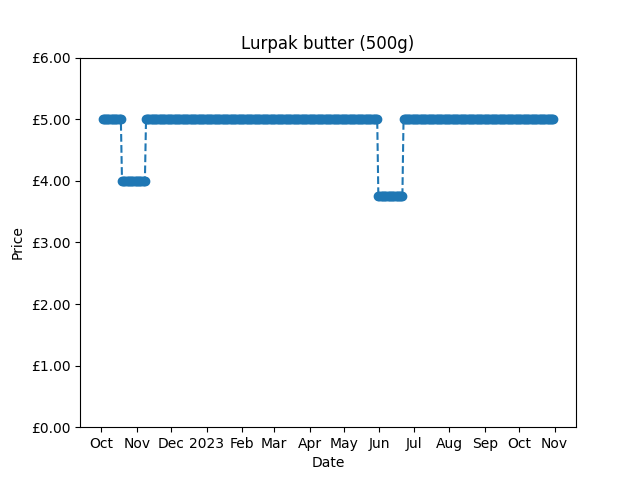 Lurpak butter (500g)
£6.00
£5.00
£4.00
£3.00
£2.00
£1.00
£0.00
Price
Oct Nov Dec 2023 Feb Mar Apr May Jun Jul Aug Sep Oct Nov
Date